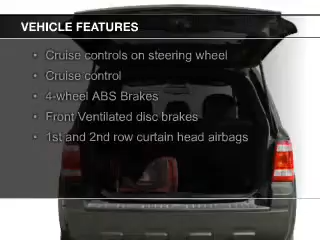 VEHICLE FEATURES
• Cruise controls on steering wheel
• Cruise control
• 4-wheel ABS Brakes
• Front Ventilated disc brakes
• 1st and 2nd row curtain head airbags